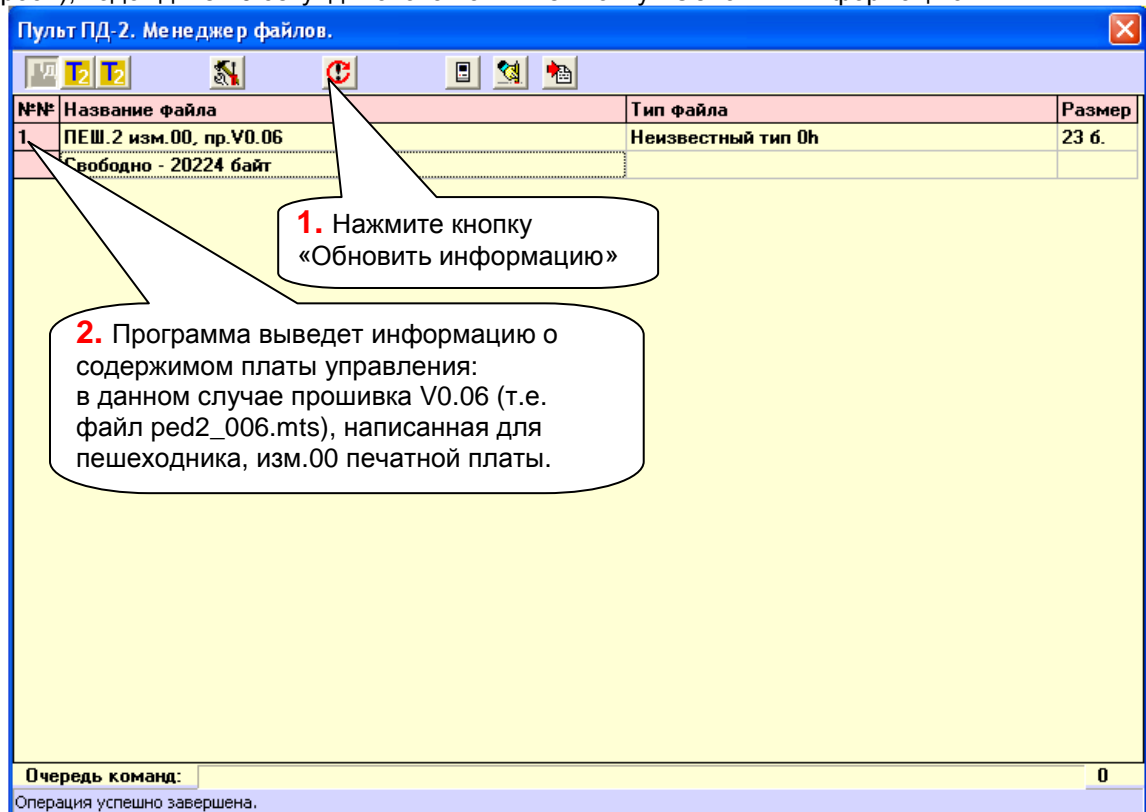 Пульт ПД-2. Менеджер файлов.
T2 T2
№№ Название файла Тип файла Размер
1 ПЕШ.2 изм.00, пр.V0.06 Неизвестный тип 0h 23 б.
Свободно - 20224 байт
1. Нажмите кнопку
«Обновить информацию»
2. Программа выведет информацию о
содержимом платы управления:
в данном случае прошивка V0.06 (т.е.
файл ped2_006.mts), написанная для
пешеходника, изм.00 печатной платы.
Очередь команд: 0
Операция успешно завершена.